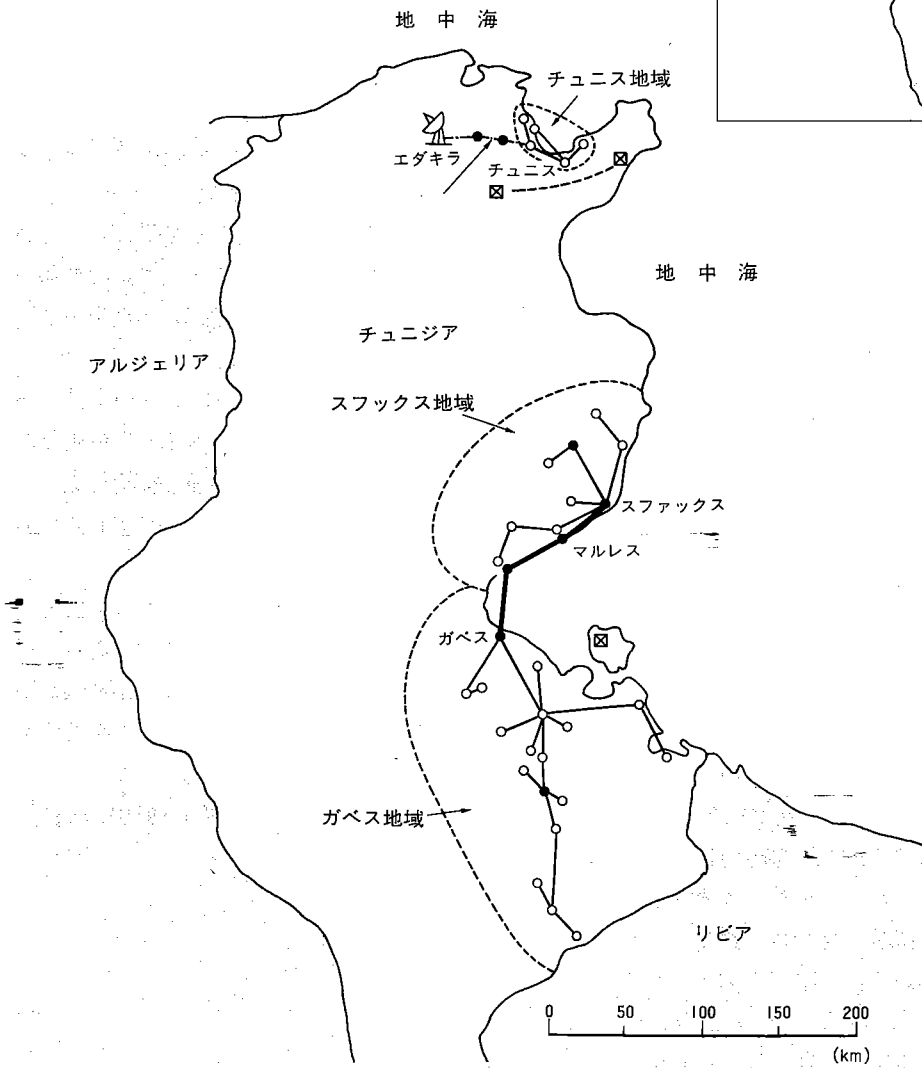 地中海
チュニス地域
エダキラ
チュニス
地中海
チュニジア
アルジェリア
スフックス地域
スファックス
マルレス
ガベス
ガベス地域
リビア
0 50 100 150 200
(km)